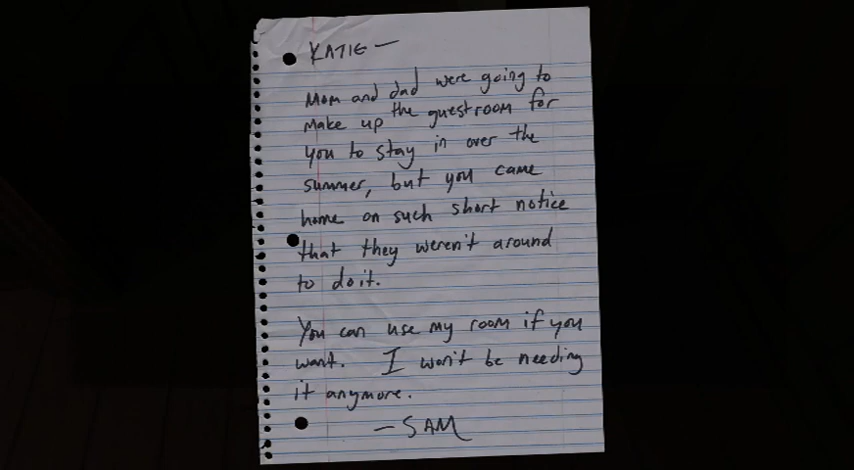 KATIE —
Mom and dad were going to
make up the guestroom for
you to stay in over the
summer, but you came
home on such short notice
that they weren't around
to do it.
You can use my room if you
want. I won't be needing
it anymore.
— SAM